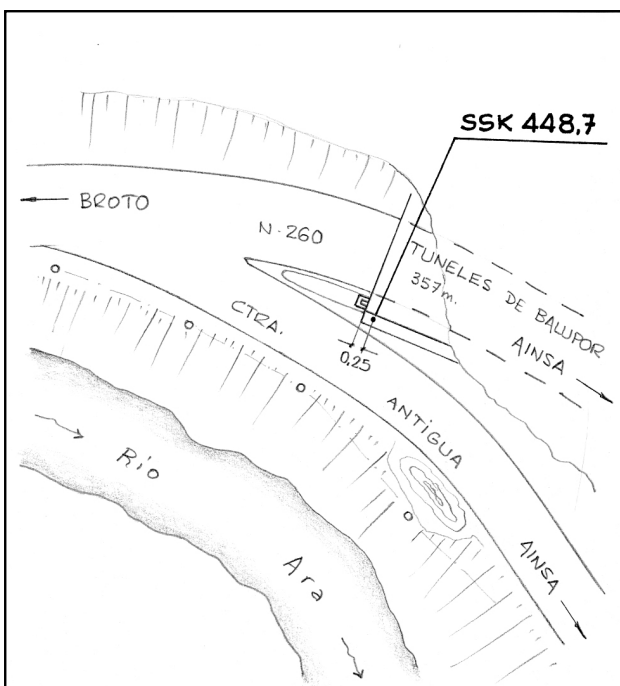 SSK 448,7
BROTO
N-260
TUNELES DE BALUPOR
357m.
AINSA
CTRA.
0,25
ANTIGUA
Rio
Ara
AINSA